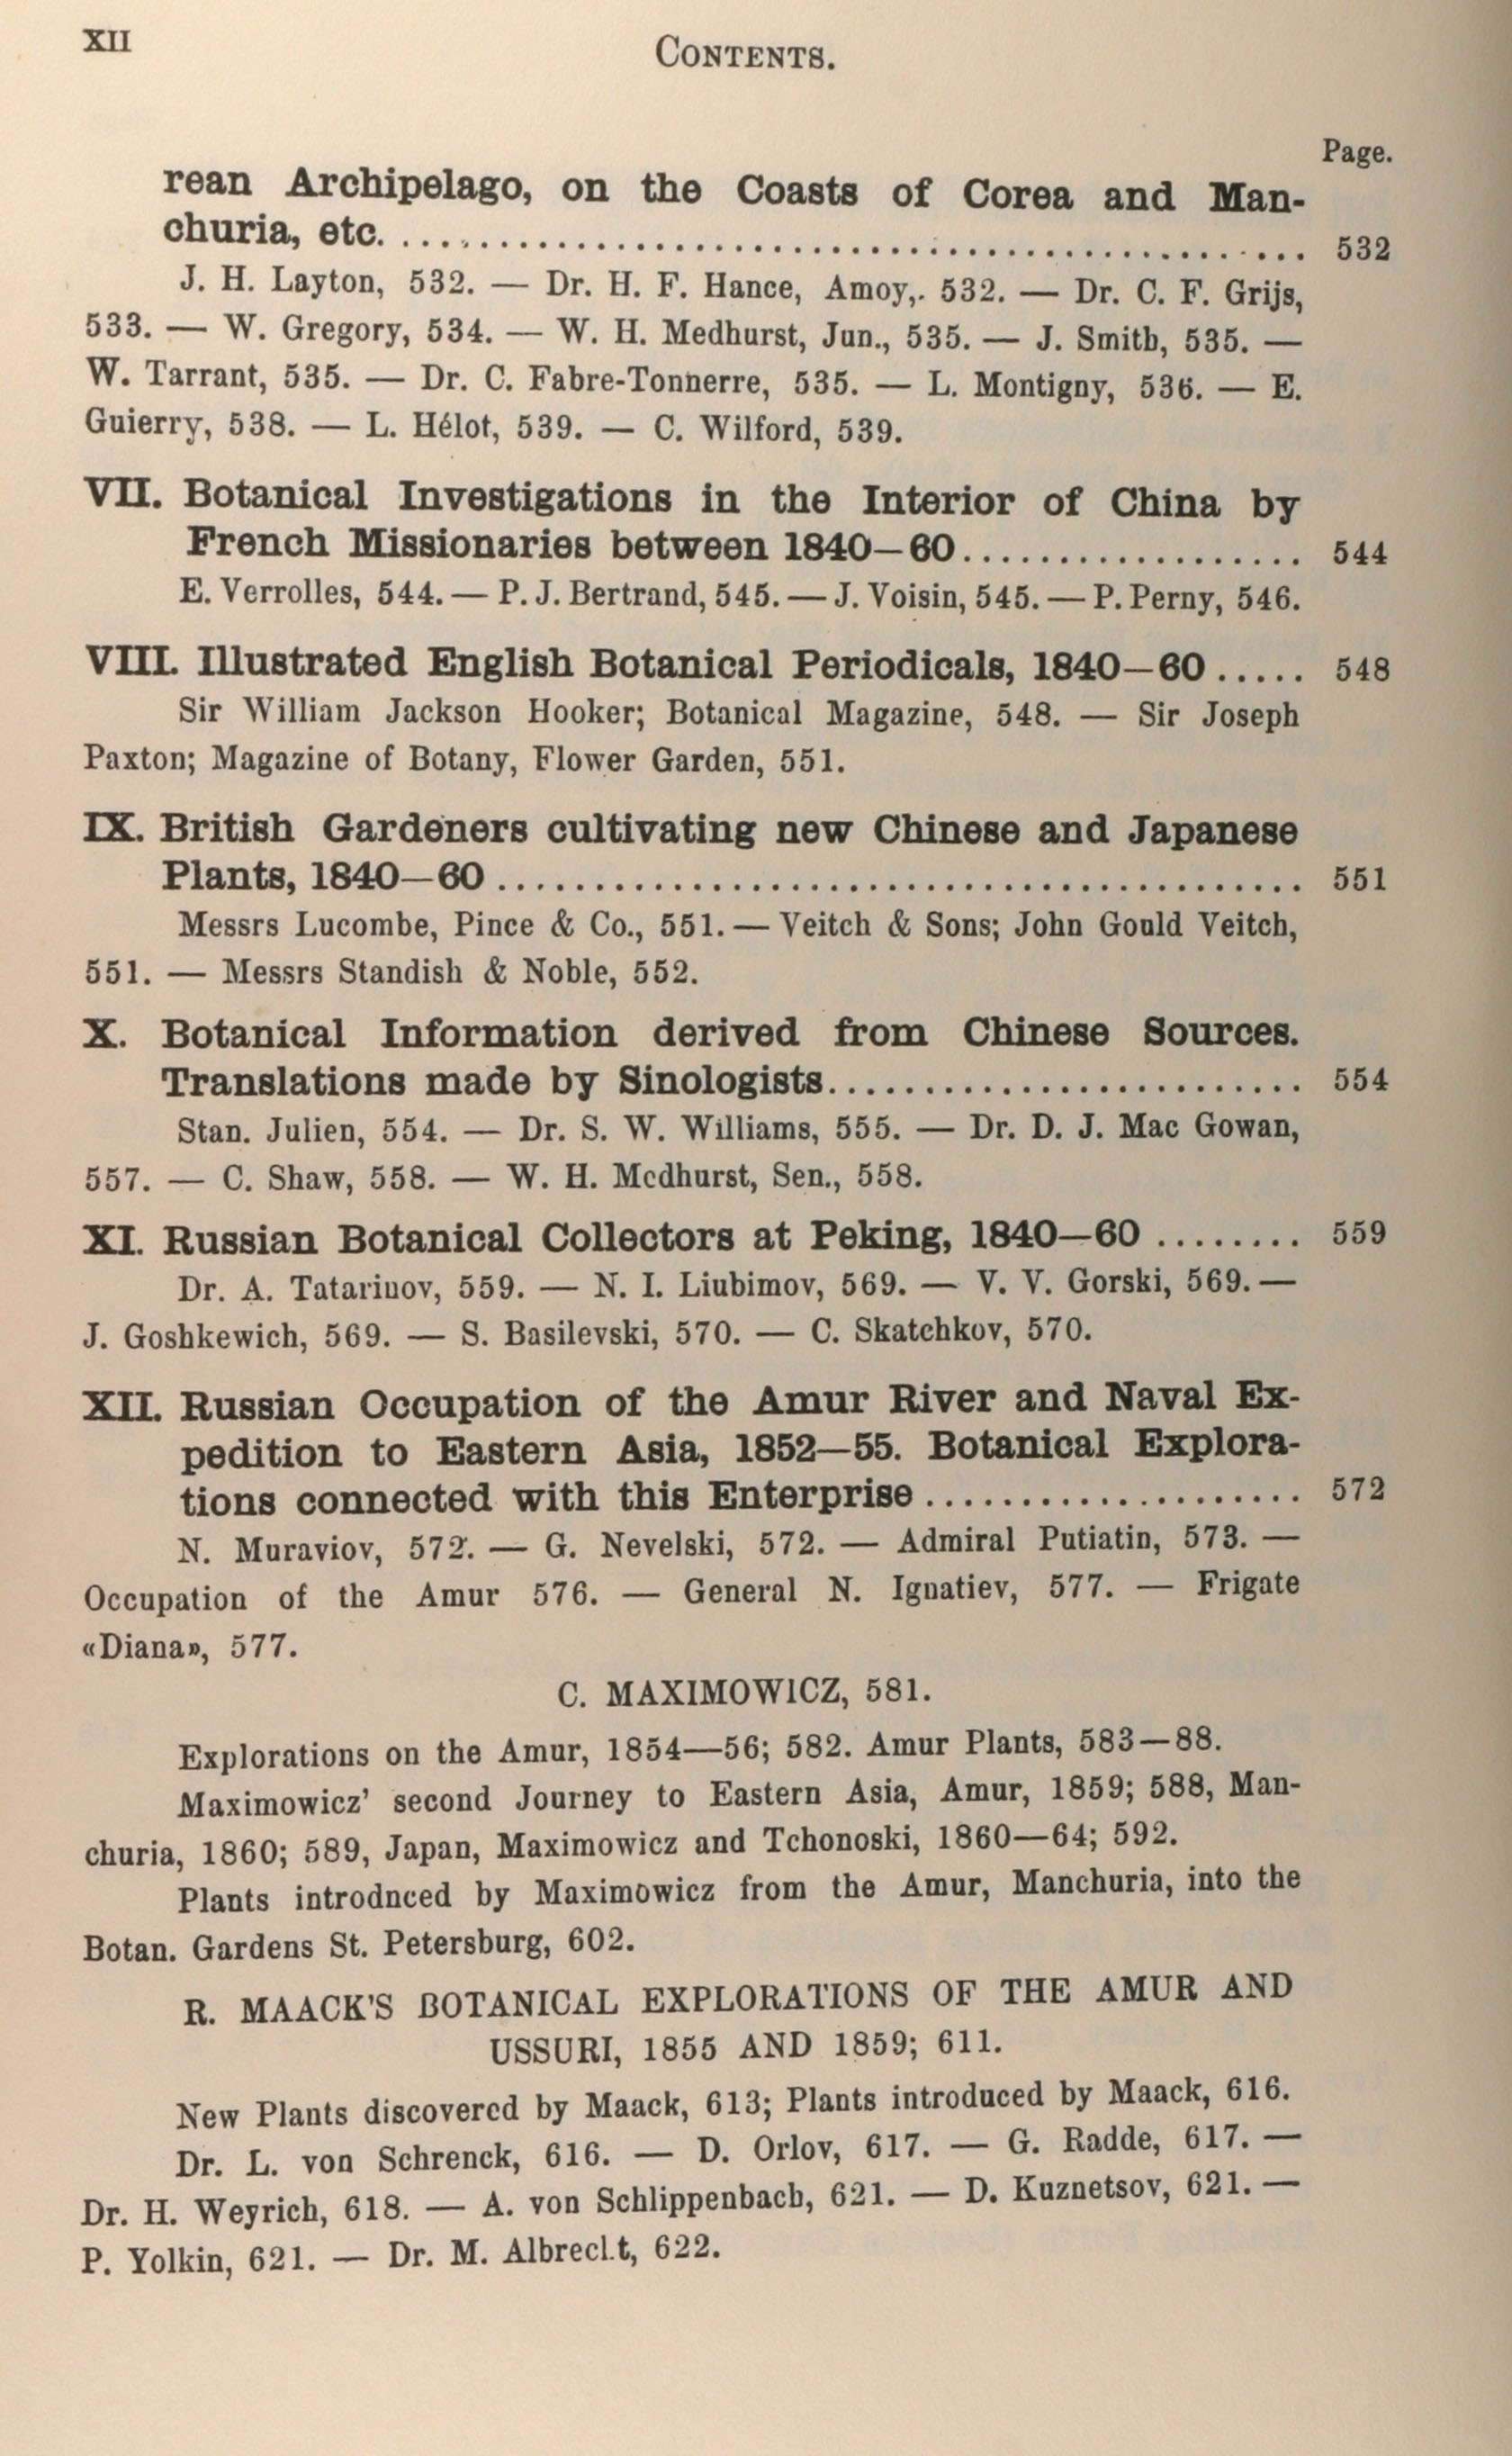 XII
CONTENTS.
Page.
rean Archipelago, on the Coasts of Corea and Man-
churia, etc. .................................................... 532
J. H. Layton, 532. — Dr. H. F. Hance, Amoy,. 532. — Dr. C. F. Grijs,
533. — W. Gregory, 534. — W. H. Medhurst, Jun., 535. — J. Smith, 535. —
W. Tarrant, 535. — Dr. C. Fabre-Tonnerre, 535. — L. Montigny, 536. — E.
Guierry, 538. — L. Hélot, 539. — C. Wilford, 539.
VII. Botanical Investigations in the Interior of China by
French Missionaries between 1840–60.................. 544
E. Verrolles, 544. — P. J. Bertrand, 545. — J. Voisin, 545. — P. Perny, 546.
VIII. Illustrated English Botanical Periodicals, 1840–60 ..... 548
Sir William Jackson Hooker; Botanical Magazine, 548. — Sir Joseph
Paxton; Magazine of Botany, Flower Garden, 551.
IX. British Gardeners cultivating new Chinese and Japanese
Plants, 1840–60 .......................................... 551
Messrs Lucombe, Pince & Co., 551. — Veitch & Sons; John Gould Veitch,
551. — Messrs Standish & Noble, 552.
X. Botanical Information derived from Chinese Sources.
Translations made by Sinologists......................... 554
Stan. Julien, 554. — Dr. S. W. Williams, 555. — Dr. D. J. Mac Gowan,
557. — C. Shaw, 558. — W. H. Medhurst, Sen., 558.
XI. Russian Botanical Collectors at Peking, 1840–60 ........ 559
Dr. A. Tatarinov, 559. — N. I. Liubimov, 569. — V. V. Gorski, 569. —
J. Goshkewich, 569. — S. Basilevski, 570. — C. Skatchkov, 570.
XII. Russian Occupation of the Amur River and Naval Ex-
pedition to Eastern Asia, 1852–55. Botanical Explora-
tions connected with this Enterprise .................... 572
N. Muraviov, 572. — G. Nevelski, 572. — Admiral Putiatin, 573. —
Occupation of the Amur 576. — General N. Ignatiev, 577. — Frigate
«Diana», 577.
C. MAXIMOWICZ, 581.
Explorations on the Amur, 1854—56; 582. Amur Plants, 583—88.
Maximowicz' second Journey to Eastern Asia, Amur, 1859; 588, Man-
churia, 1860; 589, Japan, Maximowicz and Tchonoski, 1860—64; 592.
Plants introdnced by Maximowicz from the Amur, Manchuria, into the
Botan. Gardens St. Petersburg, 602.
R. MAACK'S BOTANICAL EXPLORATIONS OF THE AMUR AND
USSURI, 1855 AND 1859; 611.
New Plants discovered by Maack, 613; Plants introduced by Maack, 616.
Dr. L. von Schrenck, 616. — D. Orlov, 617. — G. Radde, 617. —
Dr. H. Weyrich, 618. — A. von Schlippenbach, 621. — D. Kuznetsov, 621. —
P. Yolkin, 621. — Dr. M. Albrecht, 622.